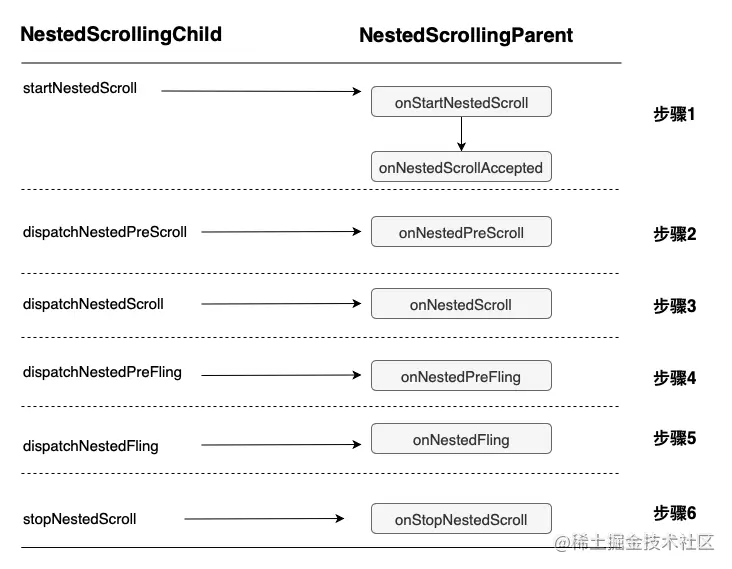 NestedScrollingChild NestedScrollingParent
startNestedScroll onStartNestedScroll 步骤1
onNestedScrollAccepted
dispatchNestedPreScroll onNestedPreScroll 步骤2
dispatchNestedScroll onNestedScroll 步骤3
dispatchNestedPreFling onNestedPreFling 步骤4
dispatchNestedFling onNestedFling 步骤5
stopNestedScroll onStopNestedScroll 步骤6
@稀土掘金技术社区